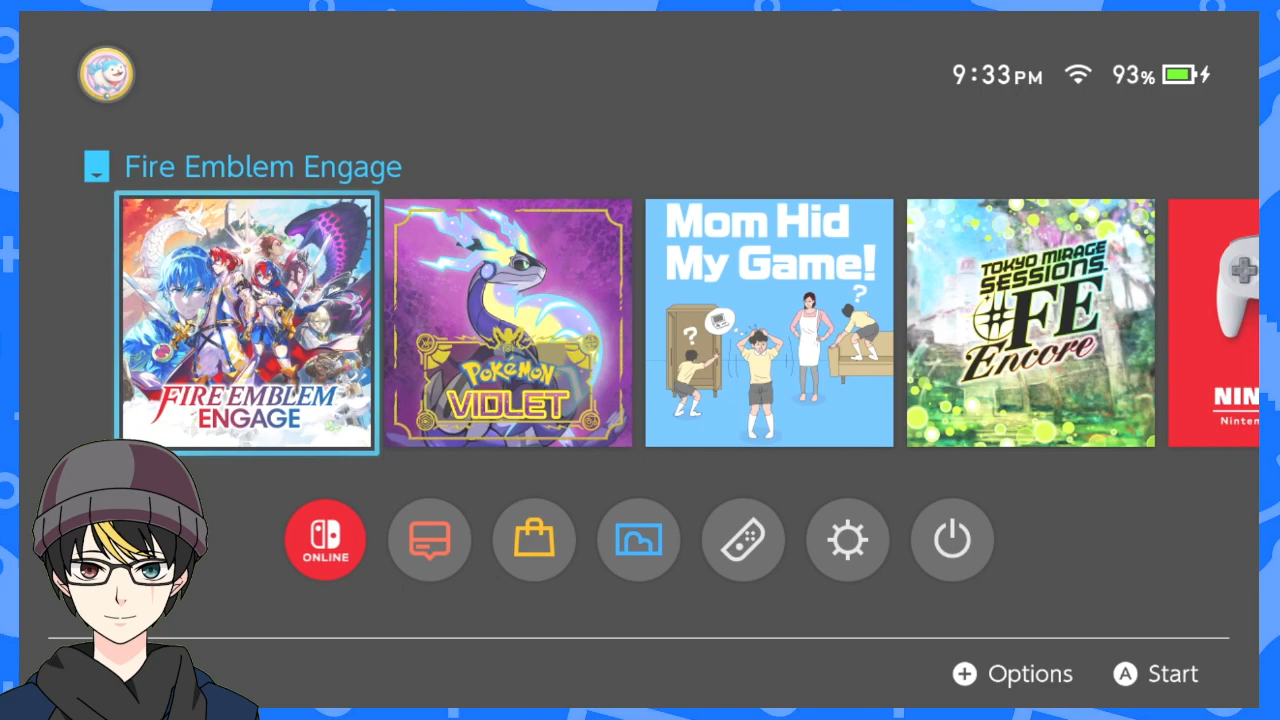 9:33PM 93%
Fire Emblem Engage
FIRE EMBLEM
ENGAGE
POKéMON
VIOLET
Mom Hid
My Game!
?
?
TOKYO MIRAGE
SESSIONS
#FE
Encore
NIN
Ninten
ONLINE
+ Options
A Start